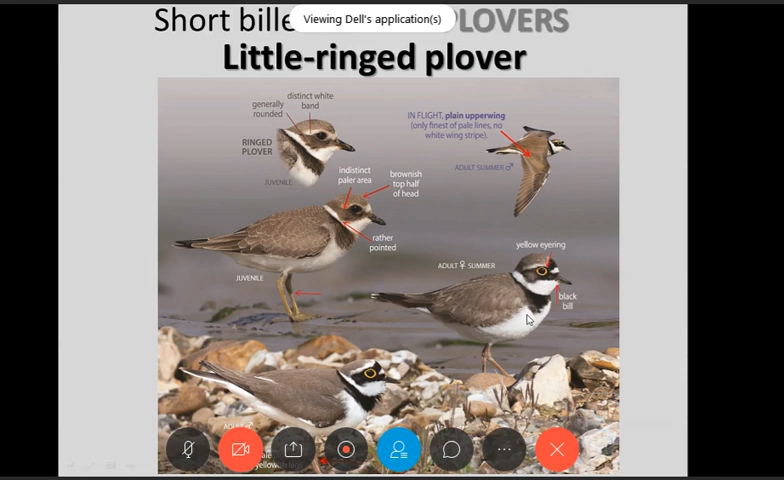 Short bille
Viewing Dell's application(s)
LOVERS
Little-ringed plover
distinct white
band
generally
rounded
RINGED
PLOVER
JUVENILE
IN FLIGHT, plain upperwing
(only finest of pale lines, no
white wing stripe).
ADULT SUMMER ♂
indistinct
paler area
brownish
top half
of head
rather
pointed
JUVENILE
yellow eyering
ADULT ♀ SUMMER
black
bill